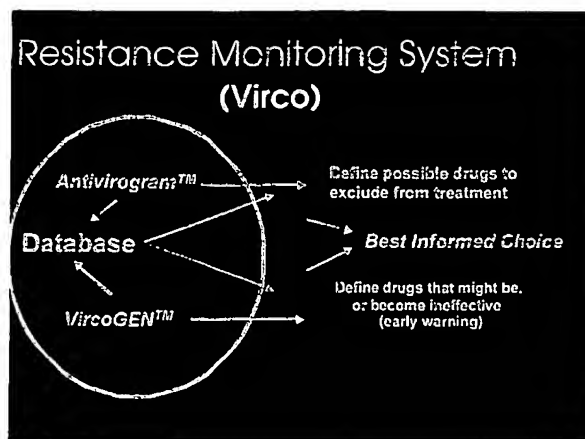 Resistance Monitoring System
(Virco)
Antivirogram™
Define possible drugs to
exclude from treatment
Database
Best Informed Choice
VircoGEN™
Define drugs that might be,
or become ineffective
(early warning)